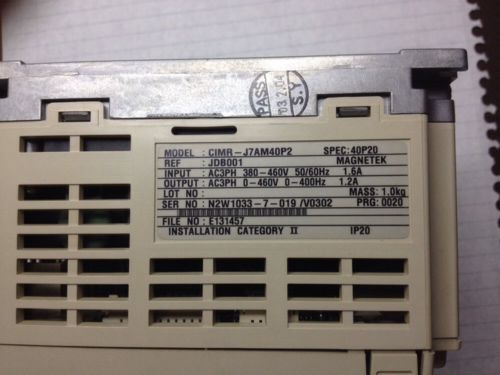 PASS
'03.2.04
S.Y
MODEL : CIMR-J7AM40P2 SPEC: 40P20
REF : JDB001 MAGNETEK
INPUT : AC3PH 380-460V 50/60Hz 1.6A
OUTPUT : AC3PH 0-460V 0-400Hz 1.2A
LOT NO : MASS: 1.0kg
SER NO : N2W1033-7-019 /V0302 PRG: 0020
FILE NO : E131457
INSTALLATION CATEGORY II IP20